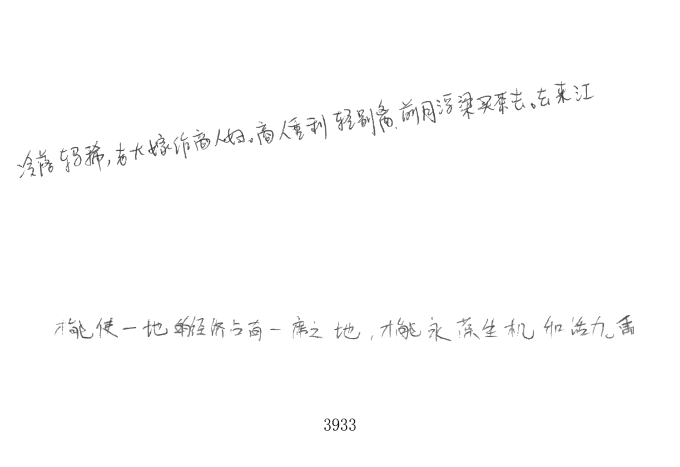 冷落鞍马稀,老大嫁作商人妇。商人重利轻别离,前月浮梁买茶去。去来江
才能使一地的经济占商一席之地,才能永葆生机和活力。番
3933